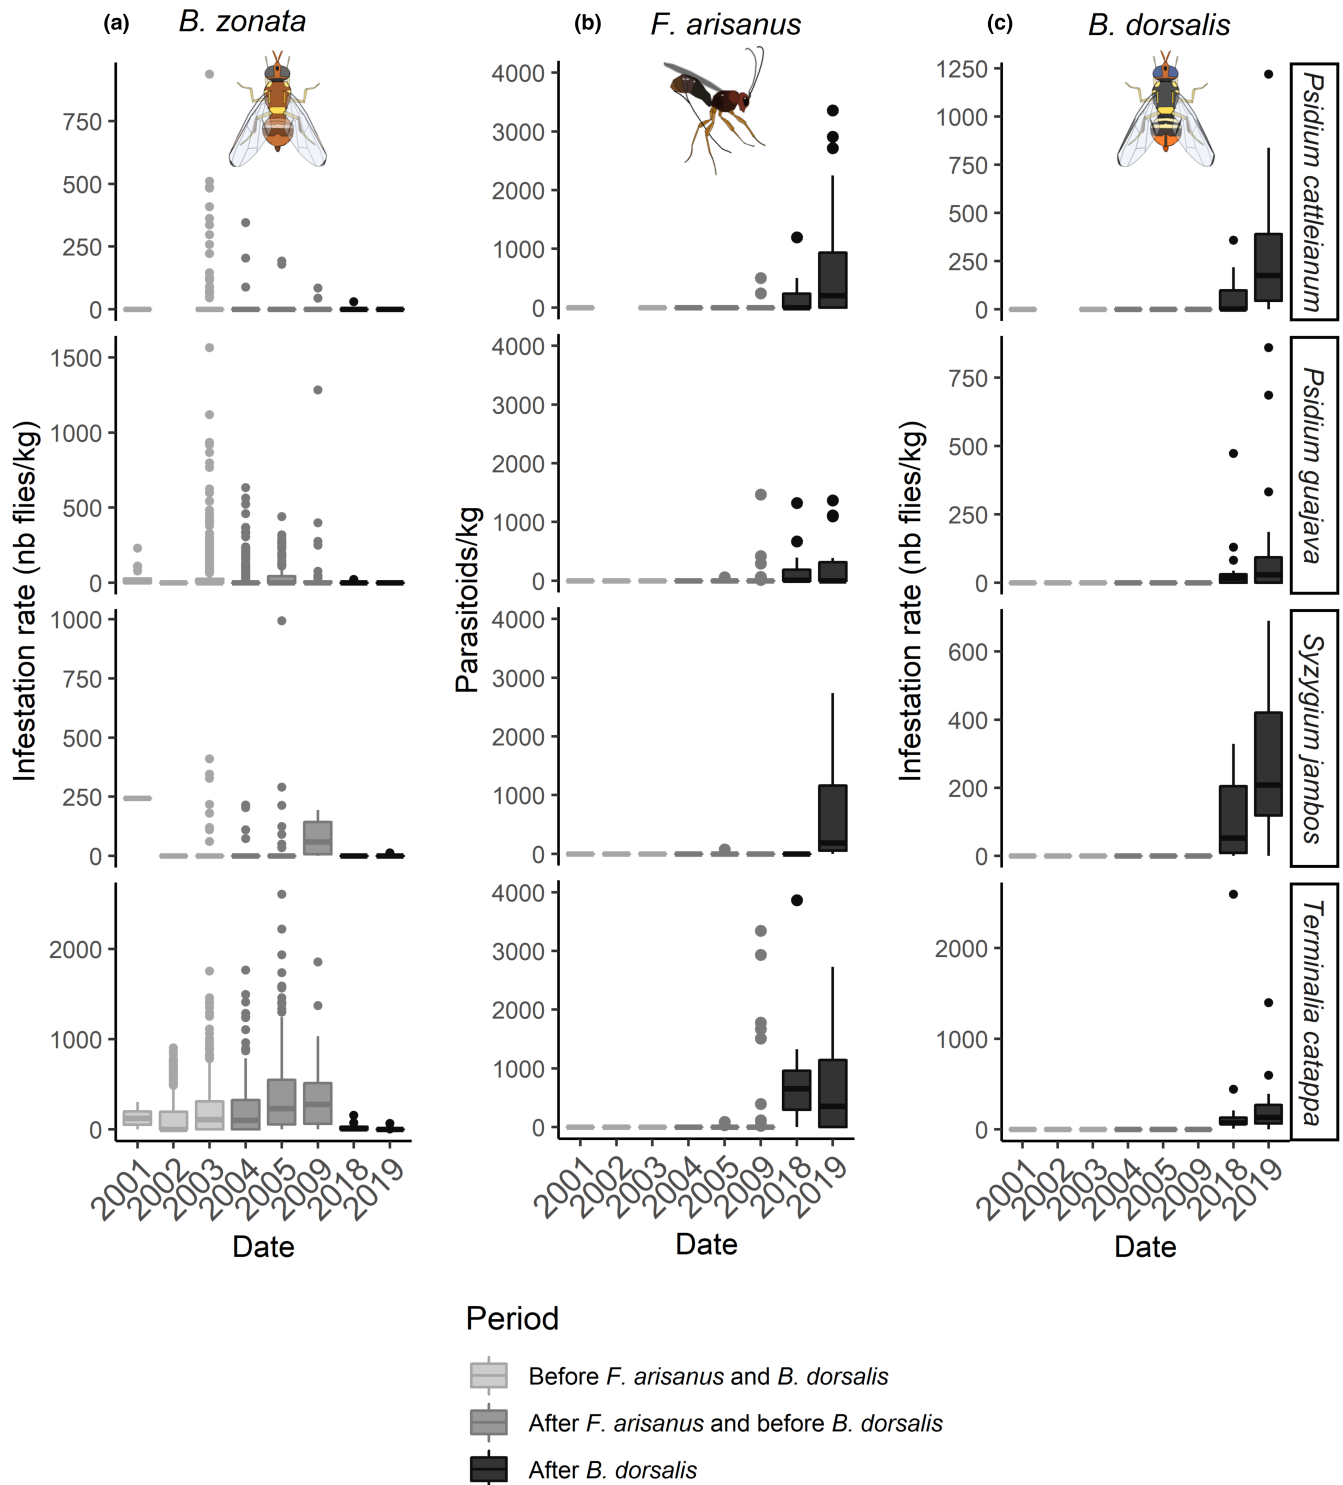 (a) B. zonata
(b) F. arisanus
(c) B. dorsalis
Infestation rate (nb flies/kg)
750
500
250
0
1500
1000
500
0
1000
750
500
250
0
2000
1000
0
2001 2002 2003 2004 2005 2009 2018 2019
Date
Parasitoids/kg
4000
3000
2000
1000
0
4000
3000
2000
1000
0
4000
3000
2000
1000
0
4000
3000
2000
1000
0
2001 2002 2003 2004 2005 2009 2018 2019
Date
Infestation rate (nb flies/kg)
1250
1000
750
500
250
0
750
500
250
0
600
400
200
0
2000
1000
0
2001 2002 2003 2004 2005 2009 2018 2019
Date
Psidium cattleianum
Psidium guajava
Syzygium jambos
Terminalia catappa
Period
Before F. arisanus and B. dorsalis
After F. arisanus and before B. dorsalis
After B. dorsalis